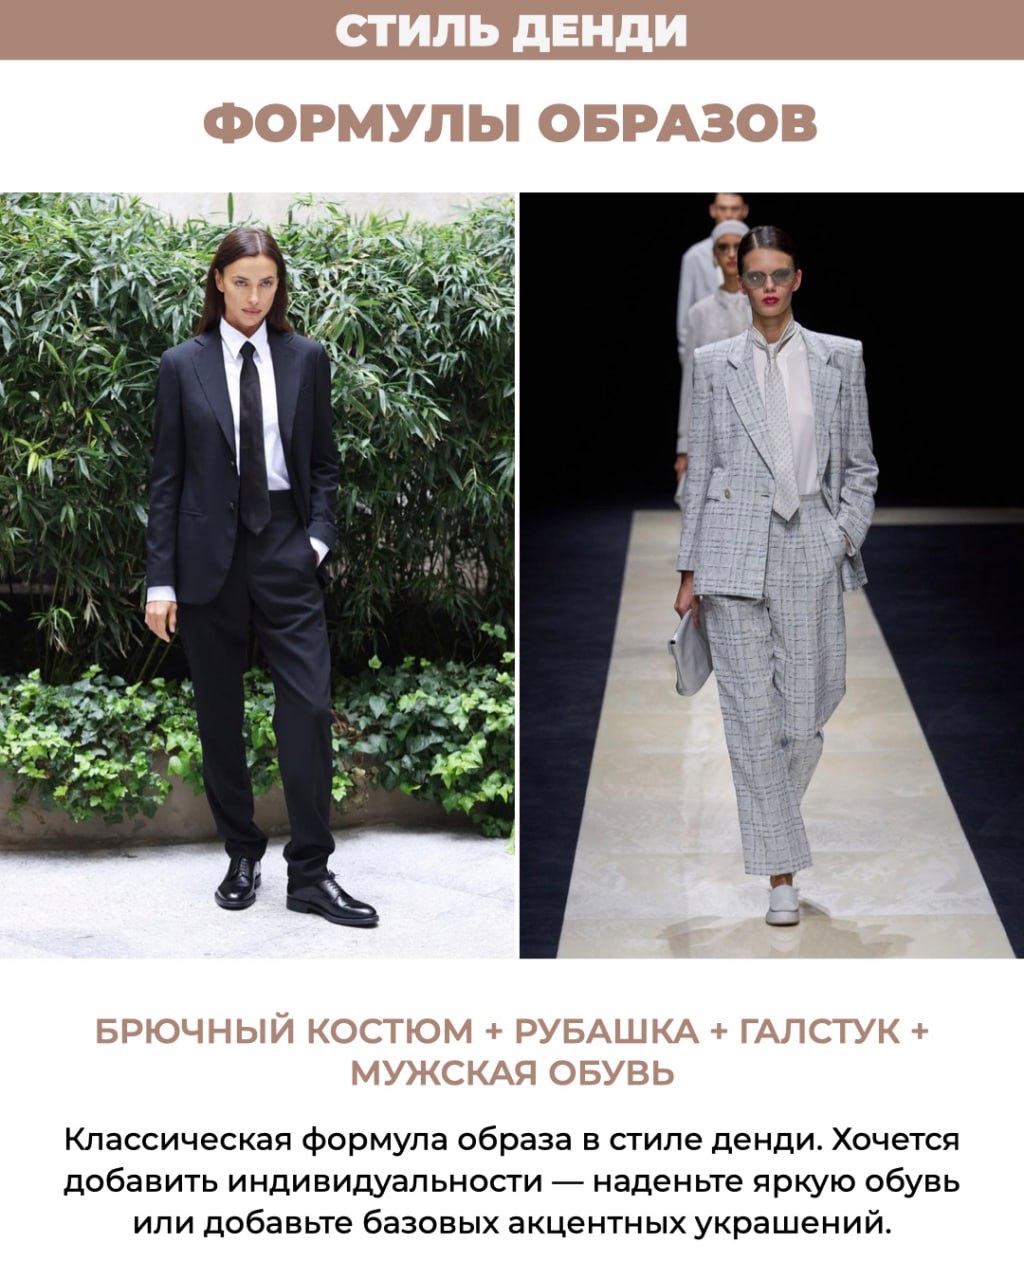 СТИЛЬ ДЕНДИ
ФОРМУЛЫ ОБРАЗОВ
БРЮЧНЫЙ КОСТЮМ + РУБАШКА + ГАЛСТУК +
МУЖСКАЯ ОБУВЬ
Классическая формула образа в стиле денди. Хочется
добавить индивидуальности — наденьте яркую обувь
или добавьте базовых акцентных украшений.